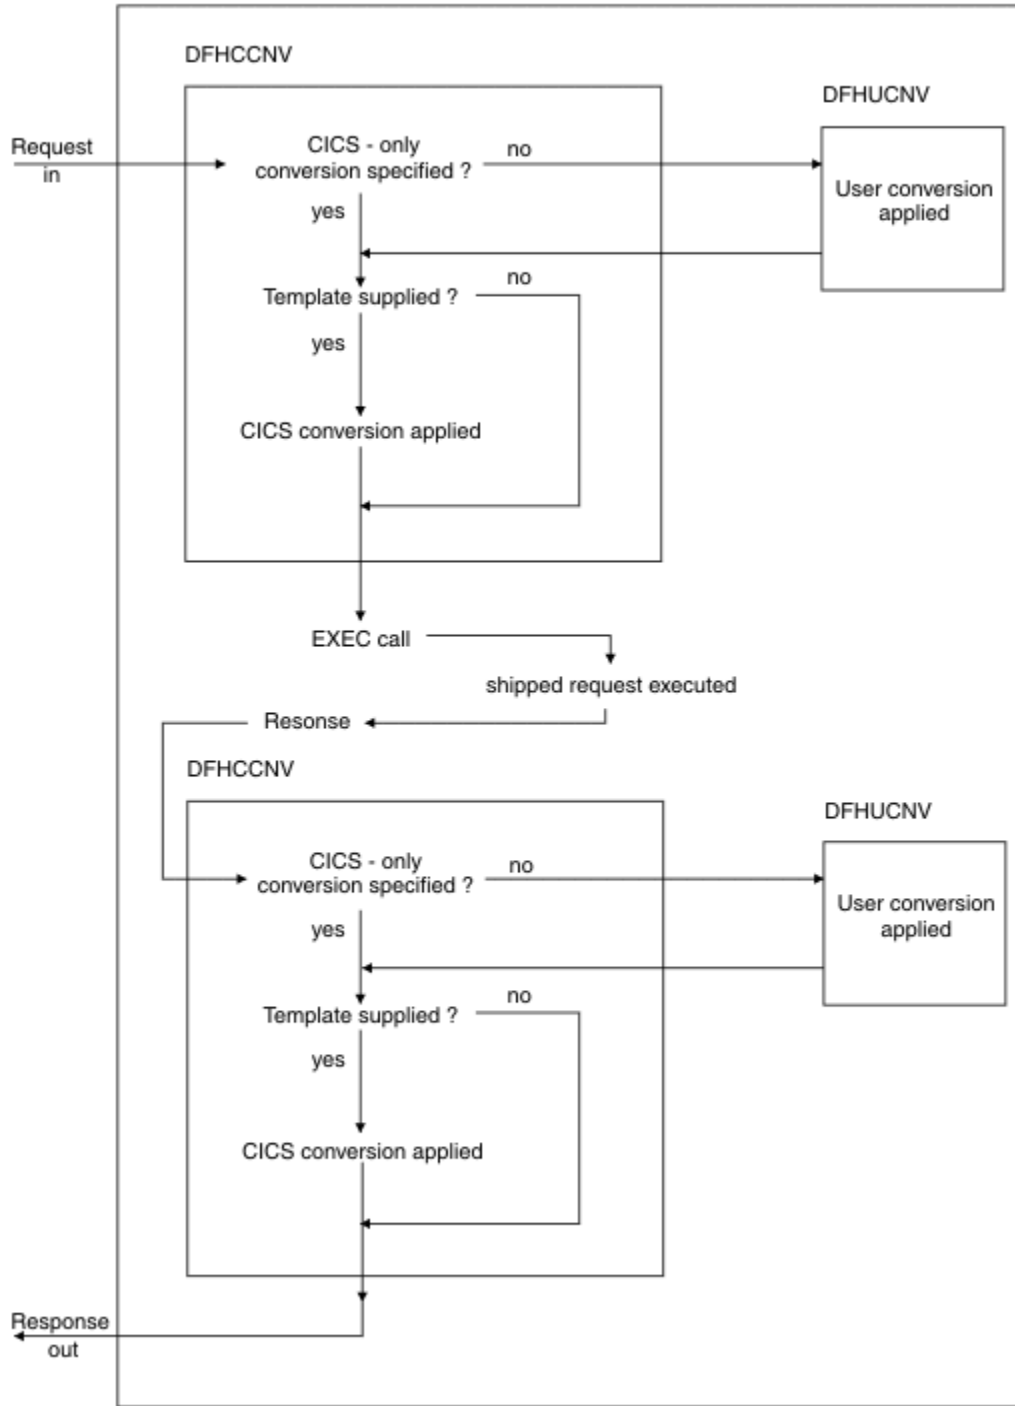 DFHCCNV
DFHUCNV
Request
in
CICS - only
conversion specified ?
no
User conversion
applied
yes
Template supplied ?
no
yes
CICS conversion applied
EXEC call
shipped request executed
Resonse
DFHCCNV
DFHUCNV
CICS - only
conversion specified ?
no
User conversion
applied
yes
Template supplied ?
no
yes
CICS conversion applied
Response
out